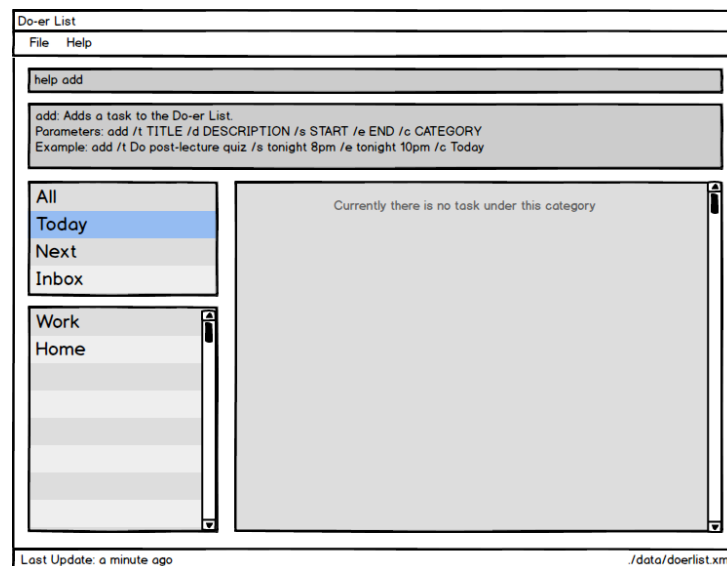 Do-er List
File Help
help add
add: Adds a task to the Do-er List.
Parameters: add /t TITLE /d DESCRIPTION /s START /e END /c CATEGORY
Example: add /t Do post-lecture quiz /s tonight 8pm /e tonight 10pm /c Today
All
Today
Next
Inbox
Work
Home
Currently there is no task under this category
Last Update: a minute ago
./data/doerlist.xm